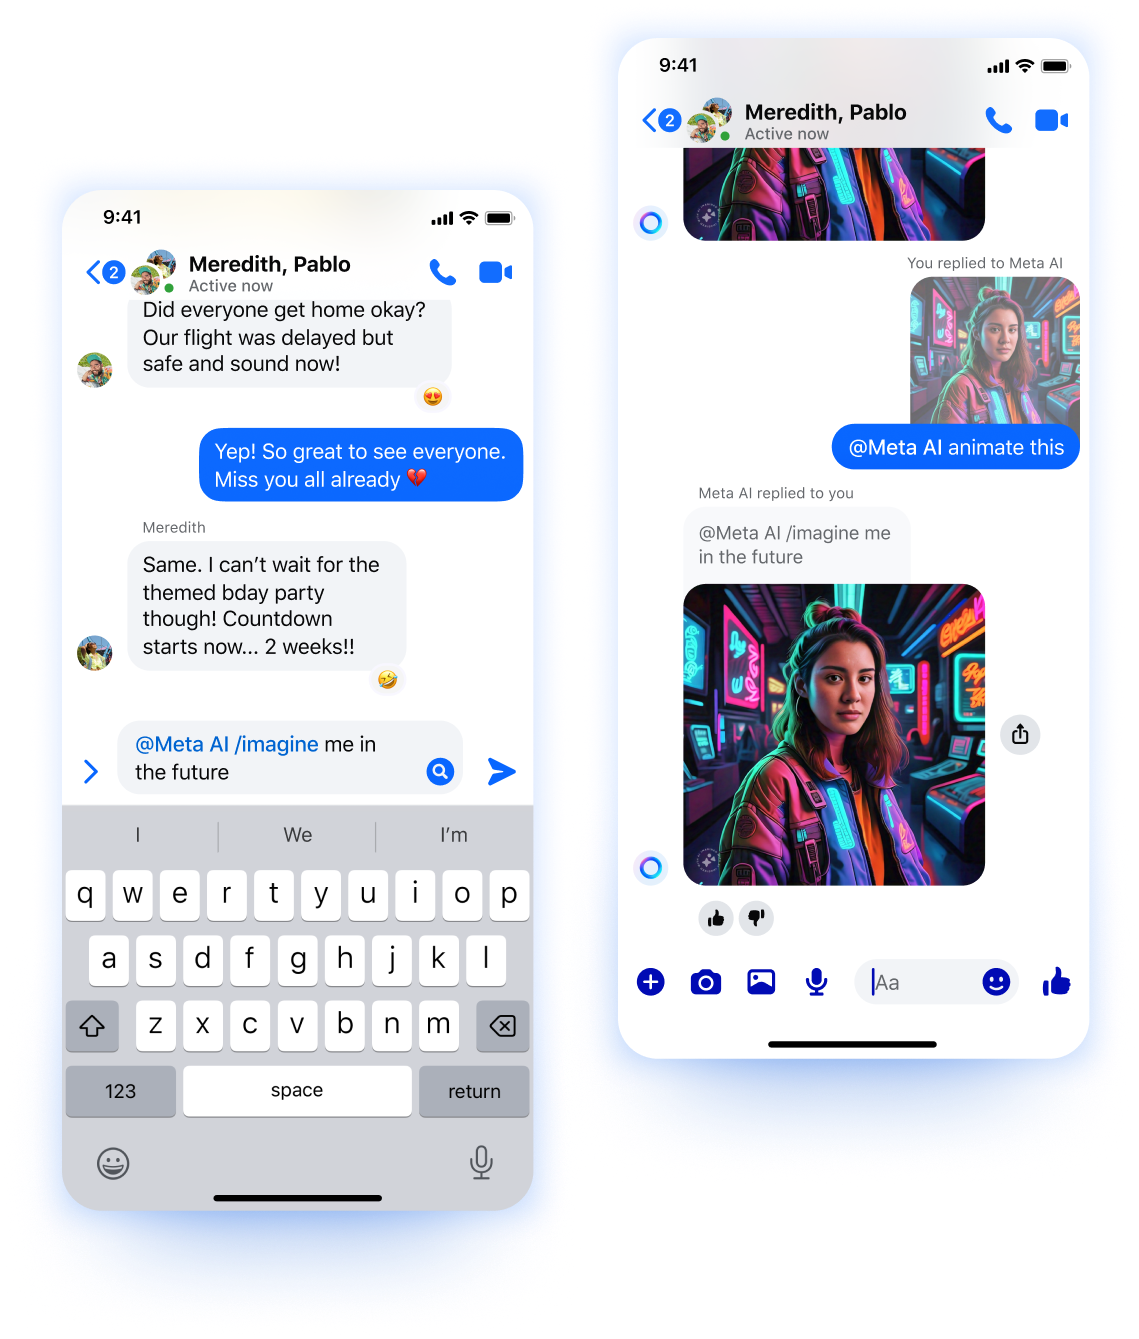 9:41
2
Meredith, Pablo
Active now
Did everyone get home okay?
Our flight was delayed but
safe and sound now!
Yep! So great to see everyone.
Miss you all already 💔
Meredith
Same. I can’t wait for the
themed bday party
though! Countdown
starts now... 2 weeks!!
@Meta AI /imagine me in
the future
I We I’m
q w e r t y u i o p
a s d f g h j k l
z x c v b n m
123 space return
9:41
2
Meredith, Pablo
Active now
You replied to Meta AI
@Meta AI animate this
Meta AI replied to you
@Meta AI /imagine me
in the future
Aa